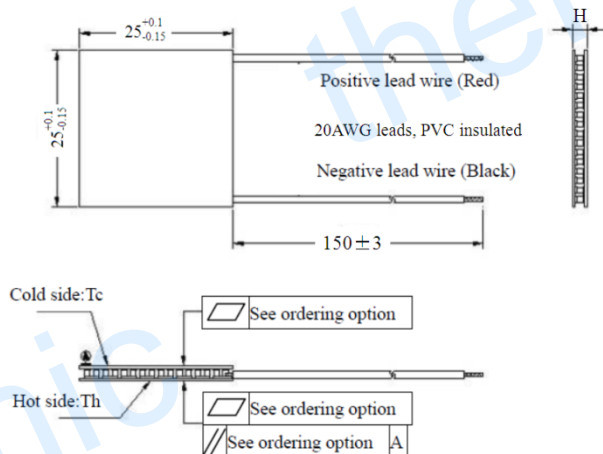 25+0.1-0.15
H
25+0.1-0.15
Positive lead wire (Red)
20AWG leads, PVC insulated
Negative lead wire (Black)
150±3
Cold side:Tc
See ordering option
A
Hot side:Th
See ordering option
See ordering option A
ther
nic